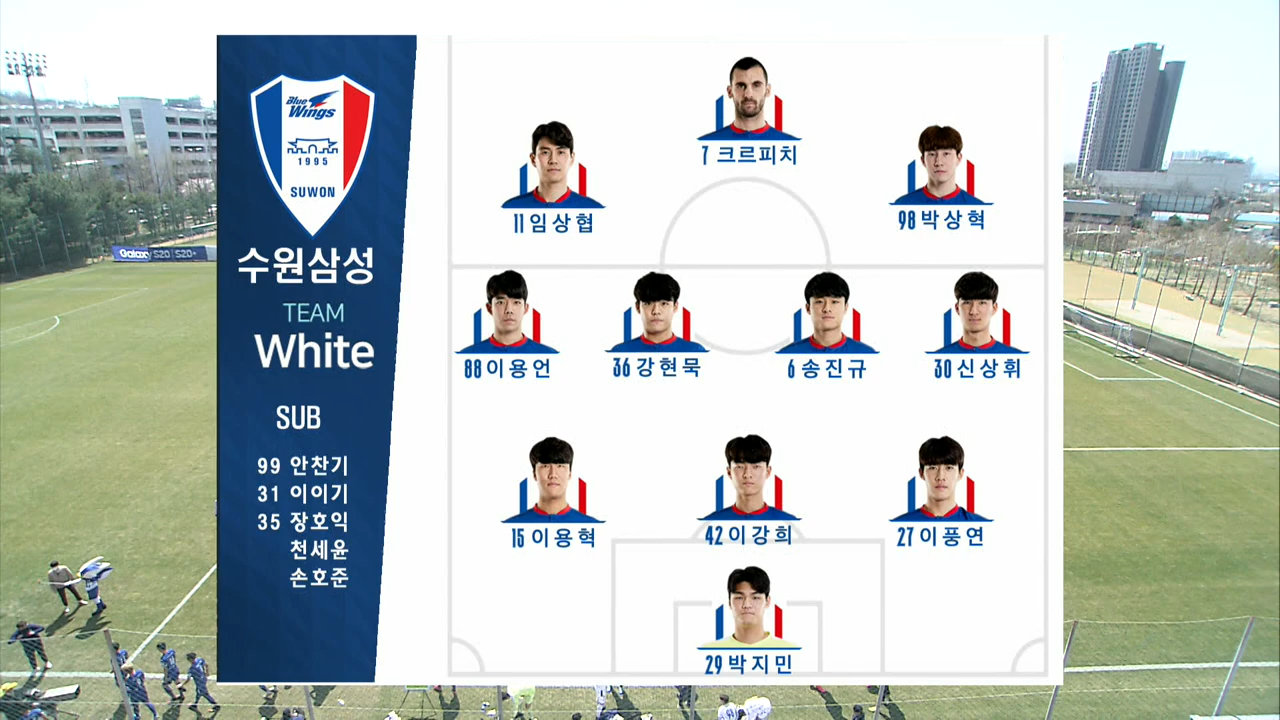 Blue
Wings
1995
SUWON
수원삼성
TEAM
White
SUB
99 안찬기
31 이이기
35 장호익
천세윤
손호준
7 크르피치
11 임상협
98 박상혁
88 이용언
36 강현묵
6 송진규
30 신상휘
15 이용혁
42 이강희
27 이풍연
29 박지민
Galaxy S20 | S20+